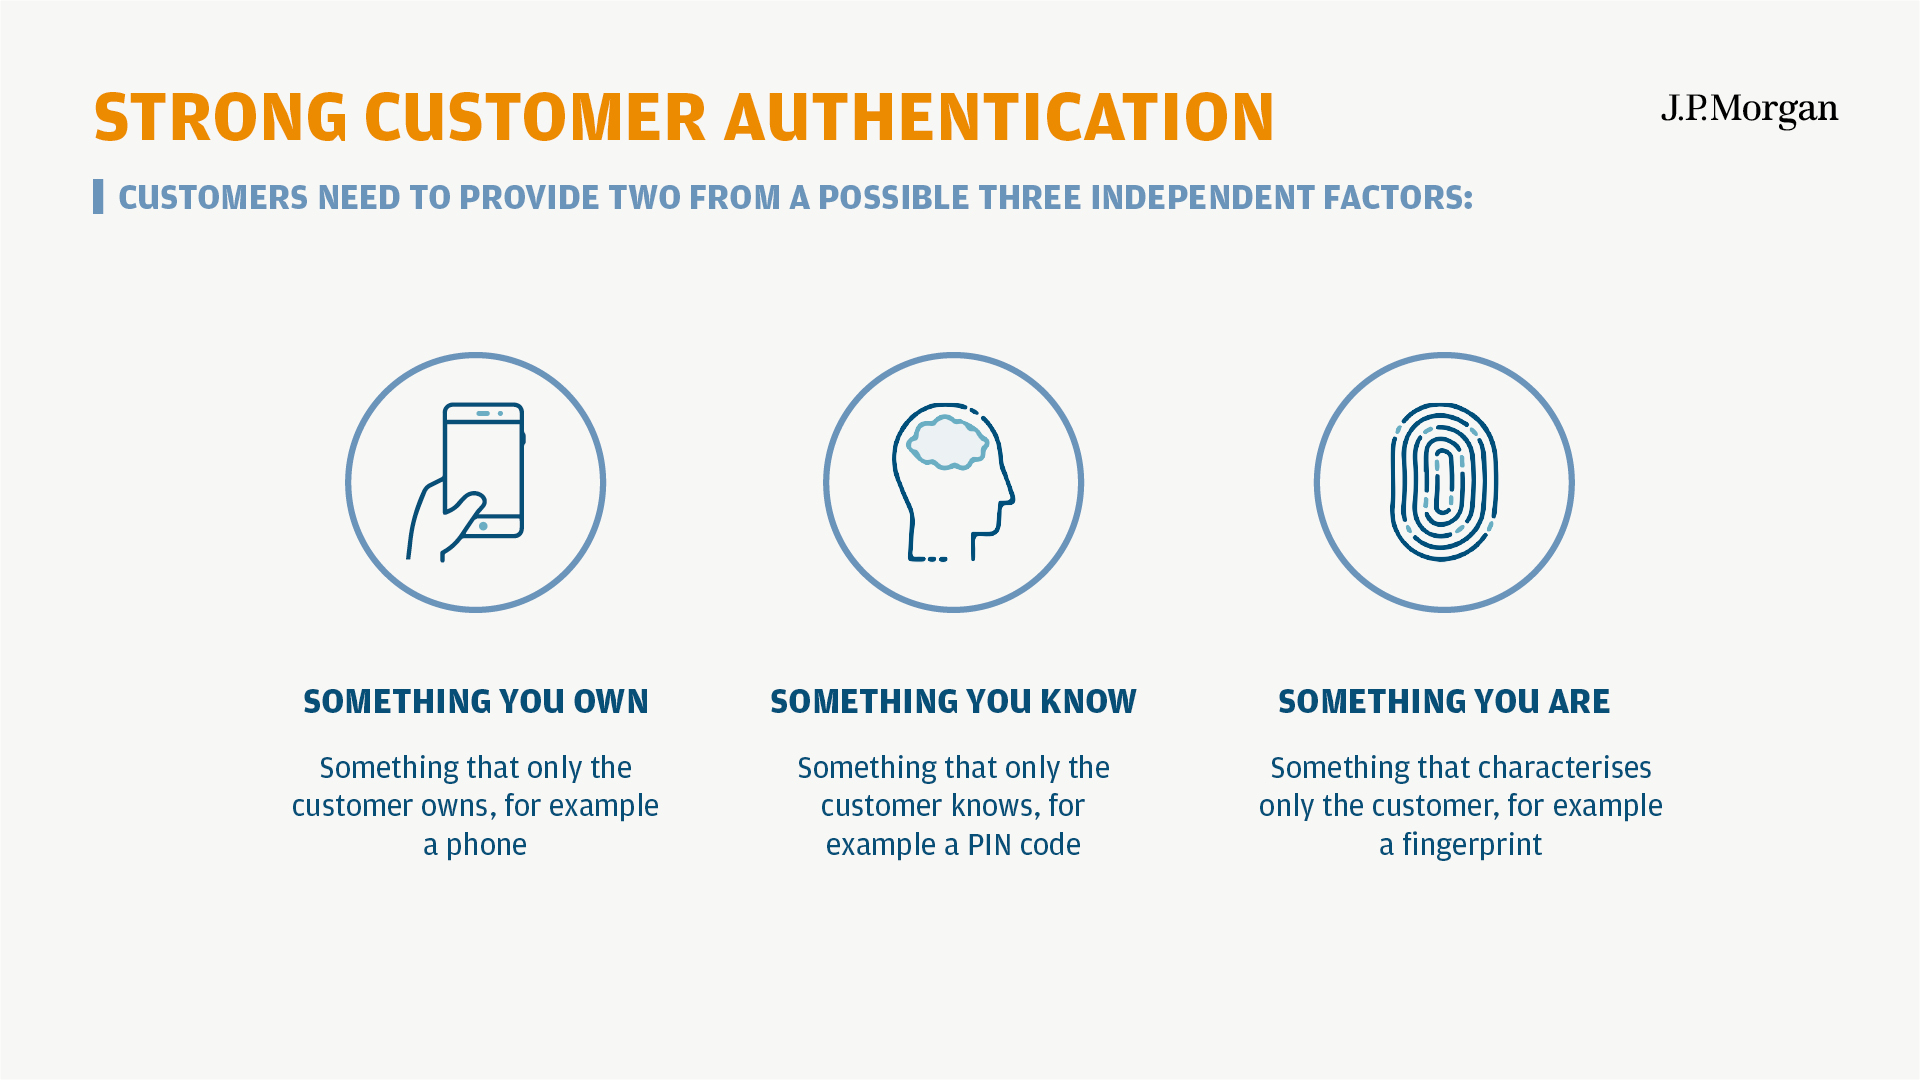 STRONG CUSTOMER AUTHENTICATION
J.P.Morgan
CUSTOMERS NEED TO PROVIDE TWO FROM A POSSIBLE THREE INDEPENDENT FACTORS:
SOMETHING YOU OWN
Something that only the
customer owns, for example
a phone
SOMETHING YOU KNOW
Something that only the
customer knows, for
example a PIN code
SOMETHING YOU ARE
Something that characterises
only the customer, for example
a fingerprint